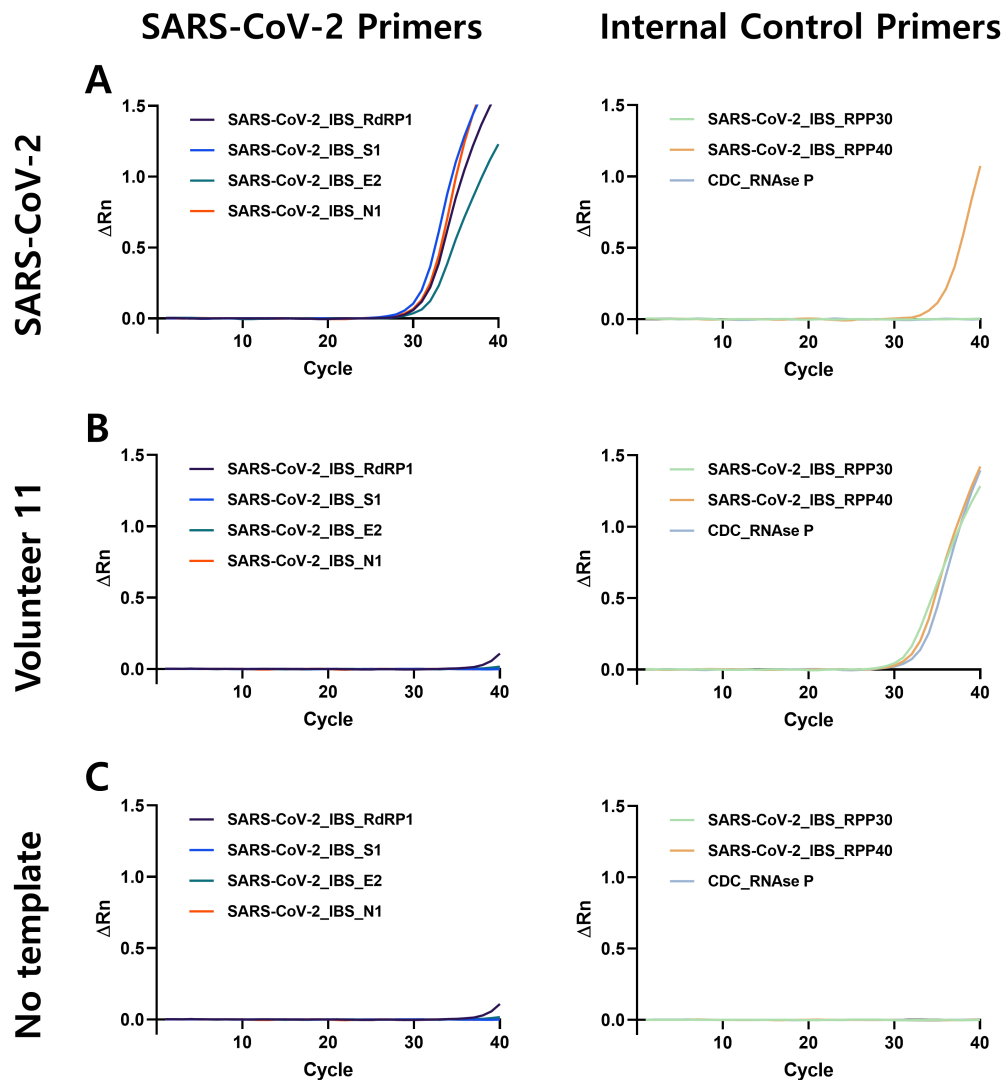 SARS-CoV-2 Primers
Internal Control Primers
SARS-CoV-2
A
1.5
1.0
0.5
0.0
ΔRn
SARS-CoV-2_IBS_RdRP1
SARS-CoV-2_IBS_S1
SARS-CoV-2_IBS_E2
SARS-CoV-2_IBS_N1
10 20 30 40
Cycle
1.5
1.0
0.5
0.0
ΔRn
SARS-CoV-2_IBS_RPP30
SARS-CoV-2_IBS_RPP40
CDC_RNAse P
10 20 30 40
Cycle
Volunteer 11
B
1.5
1.0
0.5
0.0
ΔRn
SARS-CoV-2_IBS_RdRP1
SARS-CoV-2_IBS_S1
SARS-CoV-2_IBS_E2
SARS-CoV-2_IBS_N1
10 20 30 40
Cycle
1.5
1.0
0.5
0.0
ΔRn
SARS-CoV-2_IBS_RPP30
SARS-CoV-2_IBS_RPP40
CDC_RNAse P
10 20 30 40
Cycle
No template
C
1.5
1.0
0.5
0.0
ΔRn
SARS-CoV-2_IBS_RdRP1
SARS-CoV-2_IBS_S1
SARS-CoV-2_IBS_E2
SARS-CoV-2_IBS_N1
10 20 30 40
Cycle
1.5
1.0
0.5
0.0
ΔRn
SARS-CoV-2_IBS_RPP30
SARS-CoV-2_IBS_RPP40
CDC_RNAse P
10 20 30 40
Cycle